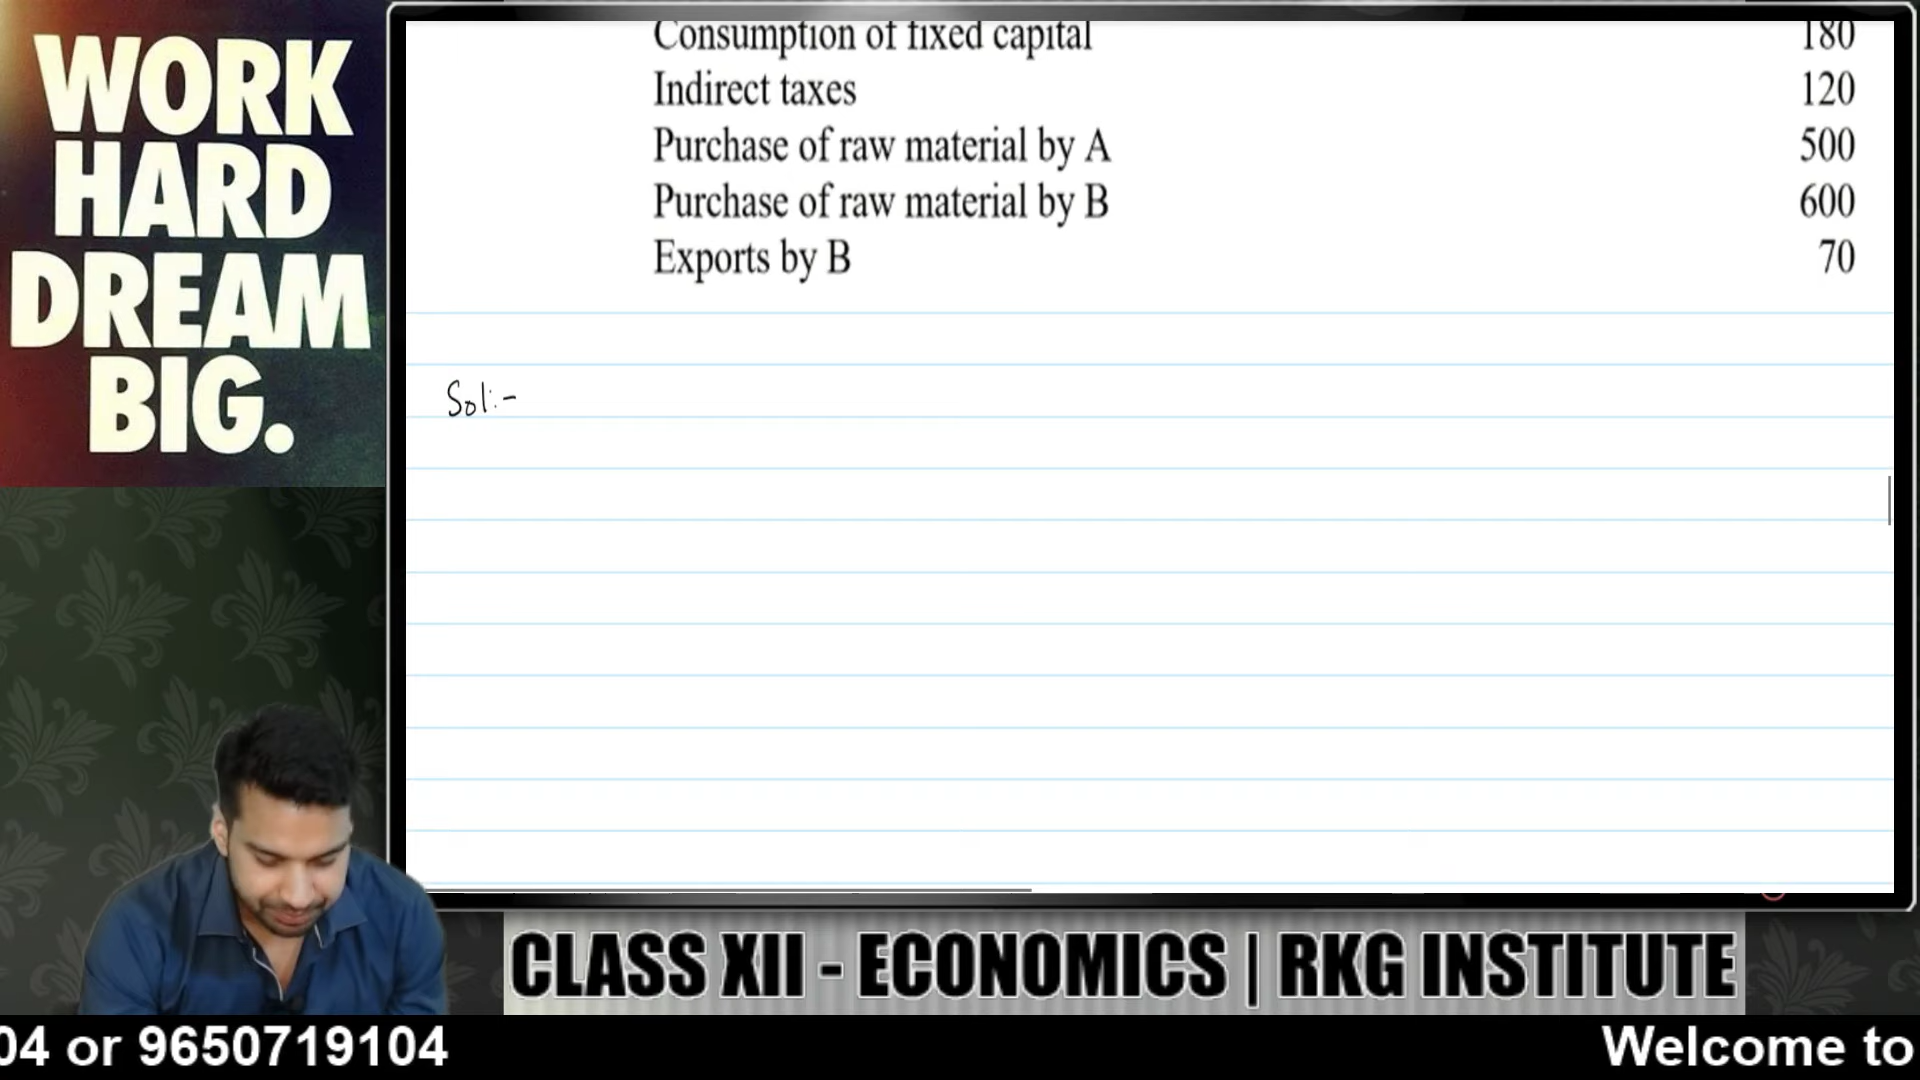 WORK
HARD
DREAM
BIG.
Consumption of fixed capital 180
Indirect taxes 120
Purchase of raw material by A 500
Purchase of raw material by B 600
Exports by B 70
Sol:-
CLASS XII - ECONOMICS | RKG INSTITUTE
04 or 9650719104 Welcome to